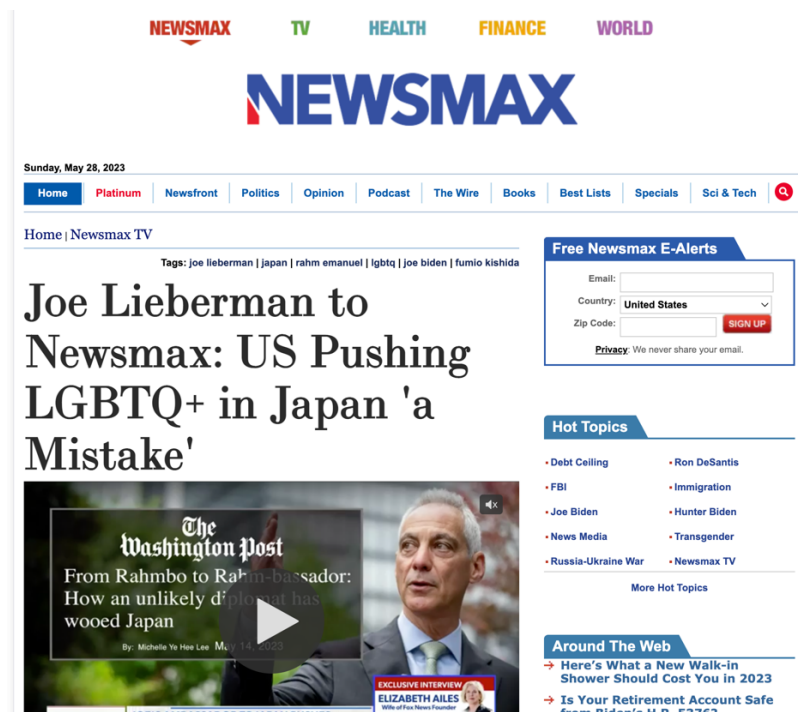 NEWSMAX TV HEALTH FINANCE WORLD
NEWSMAX
Sunday, May 28, 2023
Home Platinum Newsfront Politics Opinion Podcast The Wire Books Best Lists Specials Sci & Tech
Home | Newsmax TV
Tags: joe lieberman | japan | rahm emanuel | lgbtq | joe biden | fumio kishida
Joe Lieberman to
Newsmax: US Pushing
LGBTQ+ in Japan 'a
Mistake'
The
Washington Post
From Rahmbo to Rahm-bassador:
How an unlikely diplomat has
wooed Japan
By: Michelle Ye Hee Lee May 14, 2023
EXCLUSIVE INTERVIEW
ELIZABETH AILES
Wife of Fox News Founder
Free Newsmax E-Alerts
Email:
Country: United States
Zip Code: SIGN UP
Privacy: We never share your email.
Hot Topics
• Debt Ceiling • Ron DeSantis
• FBI • Immigration
• Joe Biden • Hunter Biden
• News Media • Transgender
• Russia-Ukraine War • Newsmax TV
More Hot Topics
Around The Web
Here's What a New Walk-in
Shower Should Cost You in 2023
Is Your Retirement Account Safe